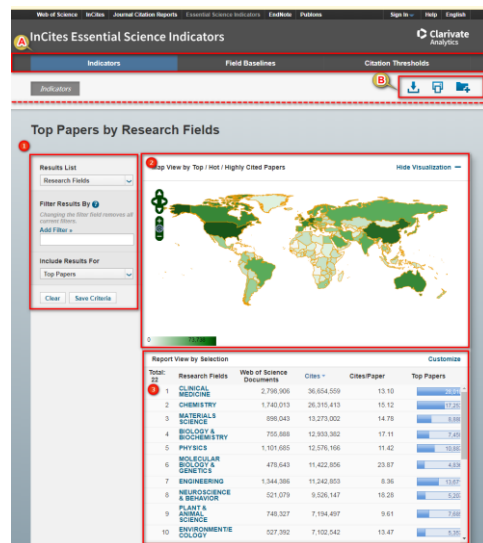 Web of Science InCites Journal Citation Reports Essential Science Indicators EndNote Publons Sign In Help English
A
InCites Essential Science Indicators
Clarivate
Analytics
Indicators Field Baselines Citation Thresholds
B
Indicators
Top Papers by Research Fields
1
Results List
Research Fields
Filter Results By
Changing the filter field removes all
current filters.
Add Filter »
Include Results For
Top Papers
Clear Save Criteria
2
Map View by Top / Hot / Highly Cited Papers Hide Visualization —
0
Report View by Selection Customize
Total:
22
Research Fields
Web of Science
Documents
Cites
Cites/Paper
Top Papers
3
1 CLINICAL MEDICINE 2,798,906 36,654,559 13.10
2 CHEMISTRY 1,740,013 26,315,413 15.12
3 MATERIALS SCIENCE 898,043 13,273,002 14.78
4 BIOLOGY & BIOCHEMISTRY 755,888 12,933,382 17.11
5 PHYSICS 1,101,685 12,576,166 11.42
6 MOLECULAR BIOLOGY & GENETICS 478,643 11,422,856 23.87
7 ENGINEERING 1,344,386 11,242,803 8.36
8 NEUROSCIENCE & BEHAVIOR 521,079 9,526,147 18.28
9 PLANT & ANIMAL SCIENCE 748,327 7,194,497 9.61
10 ENVIRONMENT/ECOLOGY 527,392 7,102,542 13.47